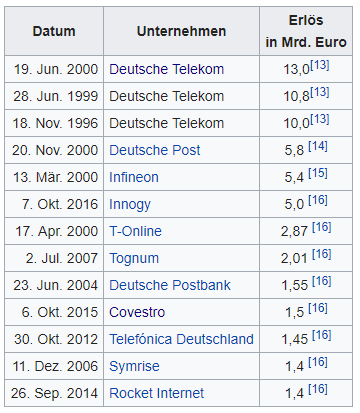 Datum Unternehmen Erlös
in Mrd. Euro
19. Jun. 2000 Deutsche Telekom 13,0[13]
28. Jun. 1999 Deutsche Telekom 10,8[13]
18. Nov. 1996 Deutsche Telekom 10,0[13]
20. Nov. 2000 Deutsche Post 5,8 [14]
13. Mär. 2000 Infineon 5,4 [15]
7. Okt. 2016 Innogy 5,0 [16]
17. Apr. 2000 T-Online 2,87 [16]
2. Jul. 2007 Tognum 2,01 [16]
23. Jun. 2004 Deutsche Postbank 1,55 [16]
6. Okt. 2015 Covestro 1,5 [16]
30. Okt. 2012 Telefónica Deutschland 1,45 [16]
11. Dez. 2006 Symrise 1,4 [16]
26. Sep. 2014 Rocket Internet 1,4 [16]